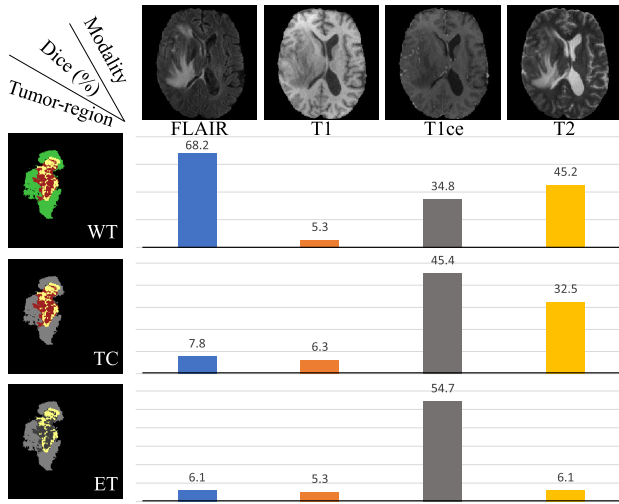 Modality
Dice (%)
Tumor-region
FLAIR T1 T1ce T2
68.2 5.3 34.8 45.2
WT
7.8 6.3 45.4 32.5
TC
6.1 5.3 54.7 6.1
ET